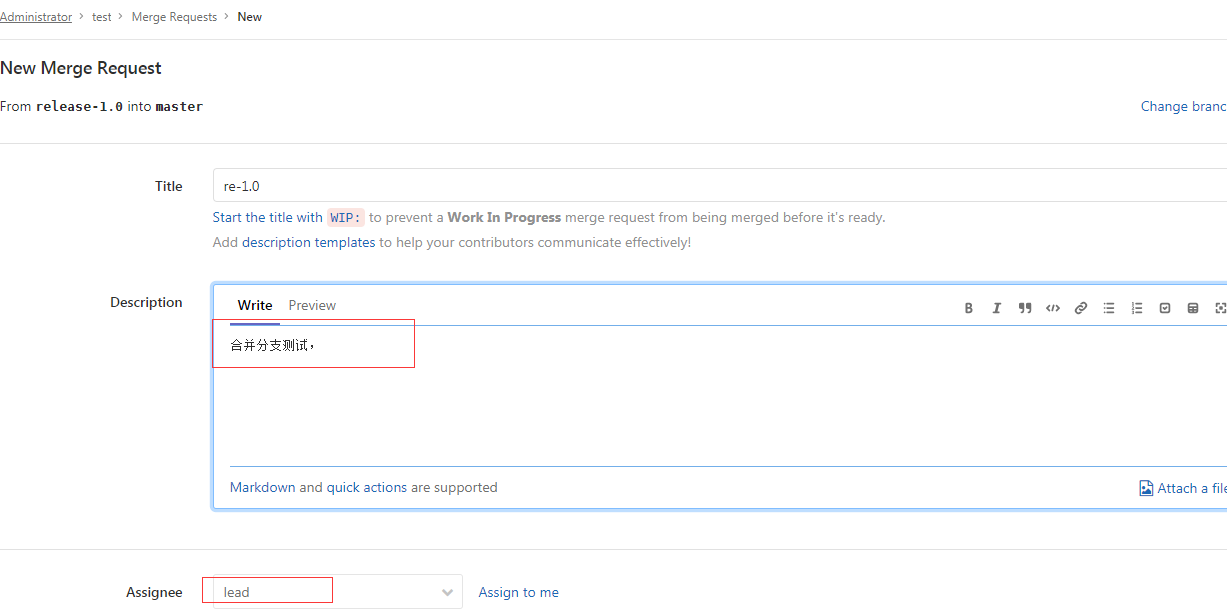 Administrator > test > Merge Requests > New
New Merge Request
From release-1.0 into master
Change branc
Title
re-1.0
Start the title with WIP: to prevent a Work In Progress merge request from being merged before it's ready.
Add description templates to help your contributors communicate effectively!
Description
Write Preview
合并分支测试，
Markdown and quick actions are supported
Attach a file
Assignee
lead
Assign to me